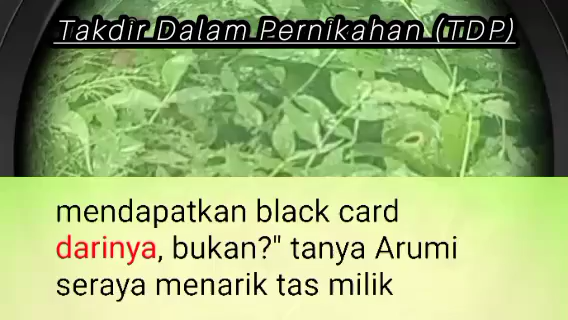 Takdir Dalam Pernikahan (TDP)
mendapatkan black card
darinya, bukan?" tanya Arumi
seraya menarik tas milik